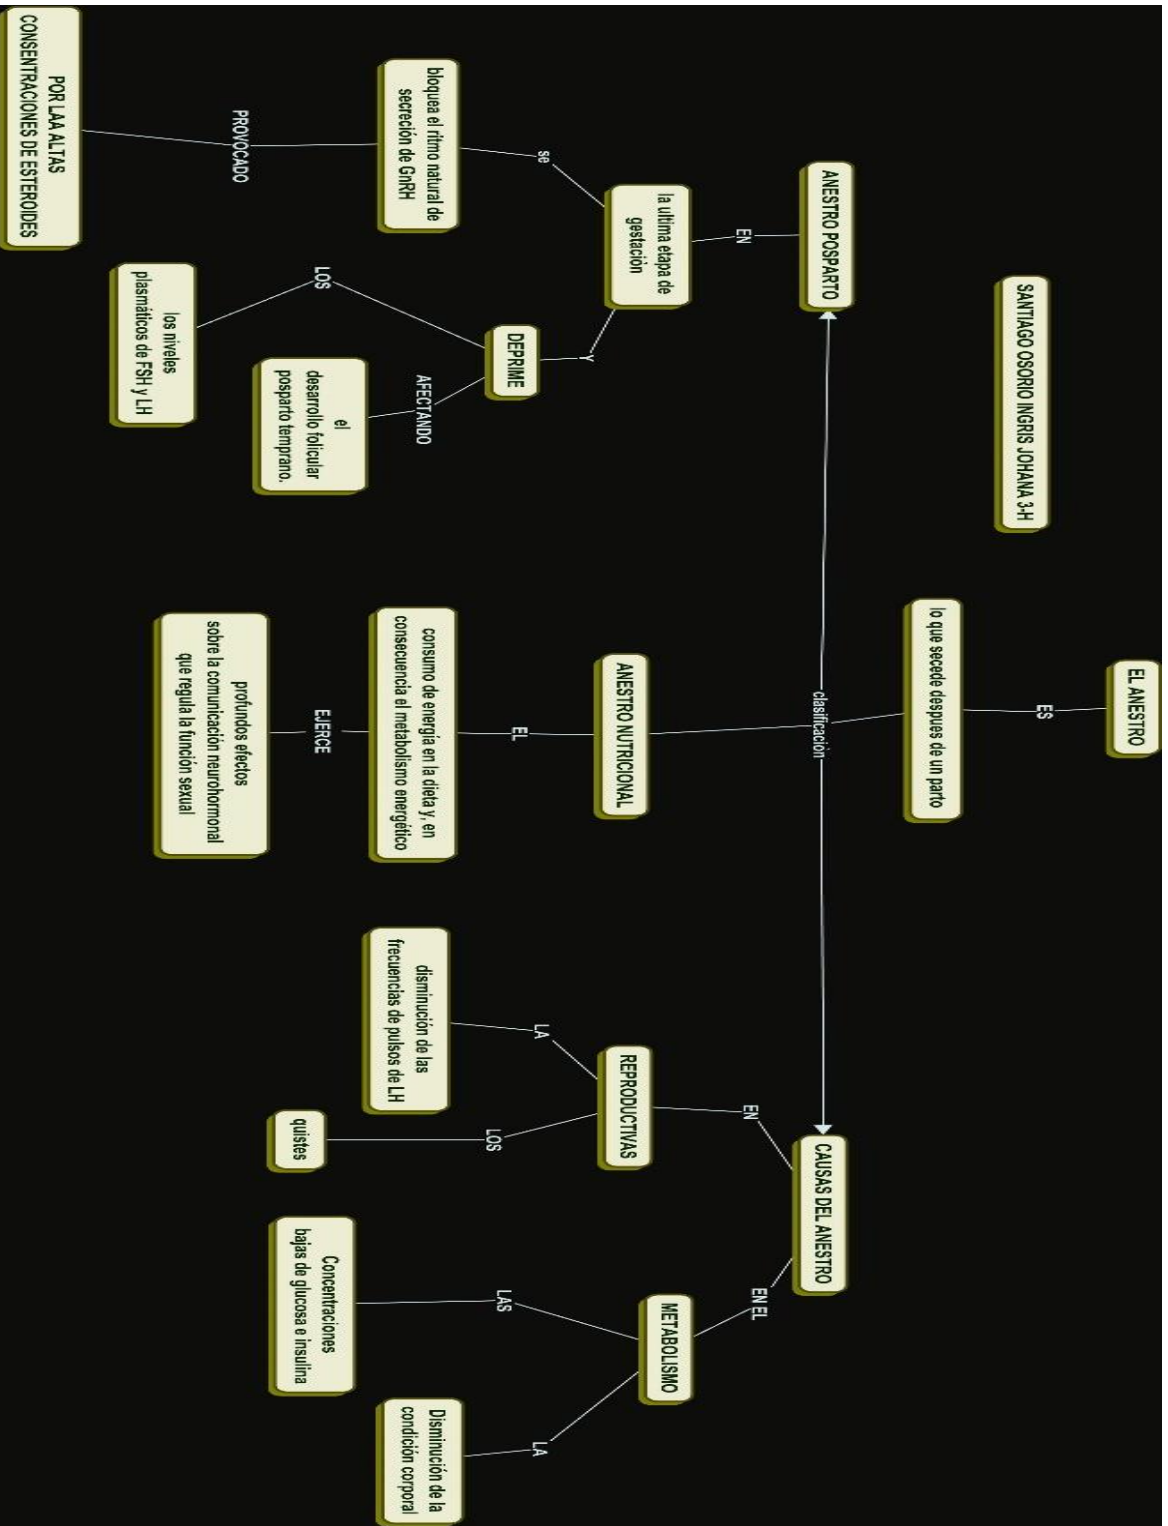 SANTIAGO OSORIO INGRIS JOHANA 3-H
EL ANESTRO
ES
lo que secede despues de un parto
clasificación
ANESTRO POSPARTO
EN
la ultima etapa de
gestación
se
bloquea el ritmo natural de
secreción de GnRH
PROVOCADO
POR LAA ALTAS
CONSENTRACIONES DE ESTEROIDES
Y
DEPRIME
LOS
los niveles
plasmáticos de FSH y LH
AFECTANDO
el
desarrollo folicular
posparto temprano.
ANESTRO NUTRICIONAL
EL
consumo de energía en la dieta y, en
consecuencia el metabolismo energético
EJERCE
profundos efectos
sobre la comunicación neurohormonal
que regula la función sexual
CAUSAS DEL ANESTRO
EN
REPRODUCTIVAS
LA
disminución de las
frecuencias de pulsos de LH
LOS
quistes
EN EL
METABOLISMO
LAS
Concentraciones
bajas de glucosa e insulina
LA
Disminución de la
condición corporal